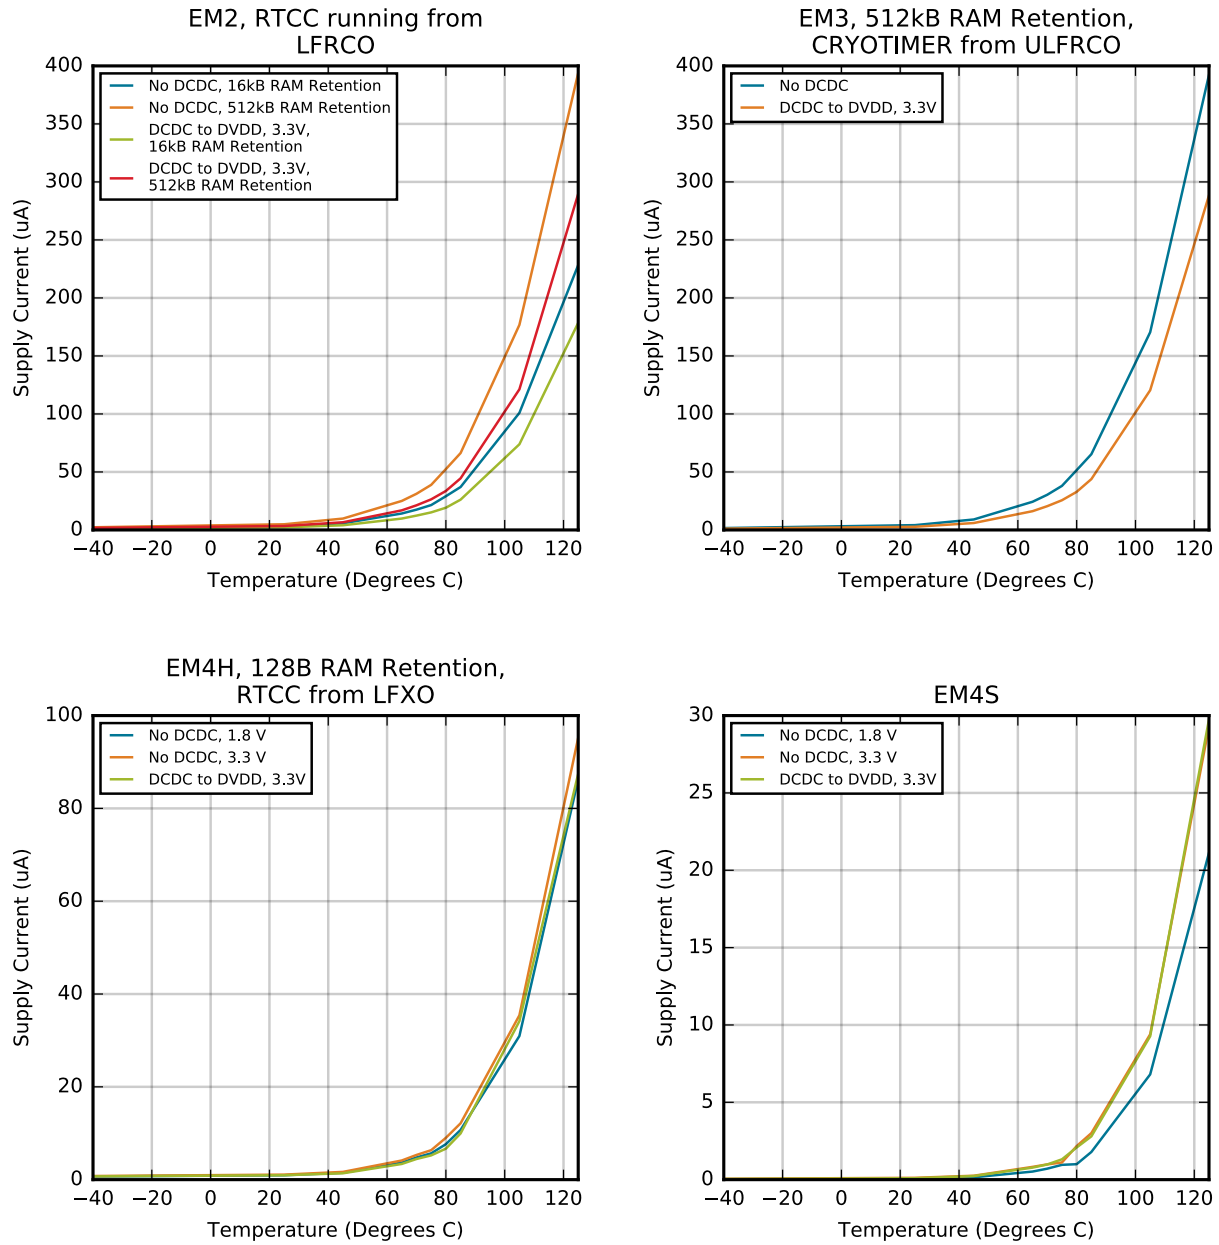 EM2, RTCC running from
LFRCO
400
350
300
250
200
150
100
50
0
Supply Current (uA)
No DCDC, 16kB RAM Retention
No DCDC, 512kB RAM Retention
DCDC to DVDD, 3.3V,
16kB RAM Retention
DCDC to DVDD, 3.3V,
512kB RAM Retention
−40 −20 0 20 40 60 80 100 120
Temperature (Degrees C)
EM3, 512kB RAM Retention,
CRYOTIMER from ULFRCO
400
350
300
250
200
150
100
50
0
Supply Current (uA)
No DCDC
DCDC to DVDD, 3.3V
−40 −20 0 20 40 60 80 100 120
Temperature (Degrees C)
EM4H, 128B RAM Retention,
RTCC from LFXO
100
80
60
40
20
0
Supply Current (uA)
No DCDC, 1.8 V
No DCDC, 3.3 V
DCDC to DVDD, 3.3V
−40 −20 0 20 40 60 80 100 120
Temperature (Degrees C)
EM4S
30
25
20
15
10
5
0
Supply Current (uA)
No DCDC, 1.8 V
No DCDC, 3.3 V
DCDC to DVDD, 3.3V
−40 −20 0 20 40 60 80 100 120
Temperature (Degrees C)